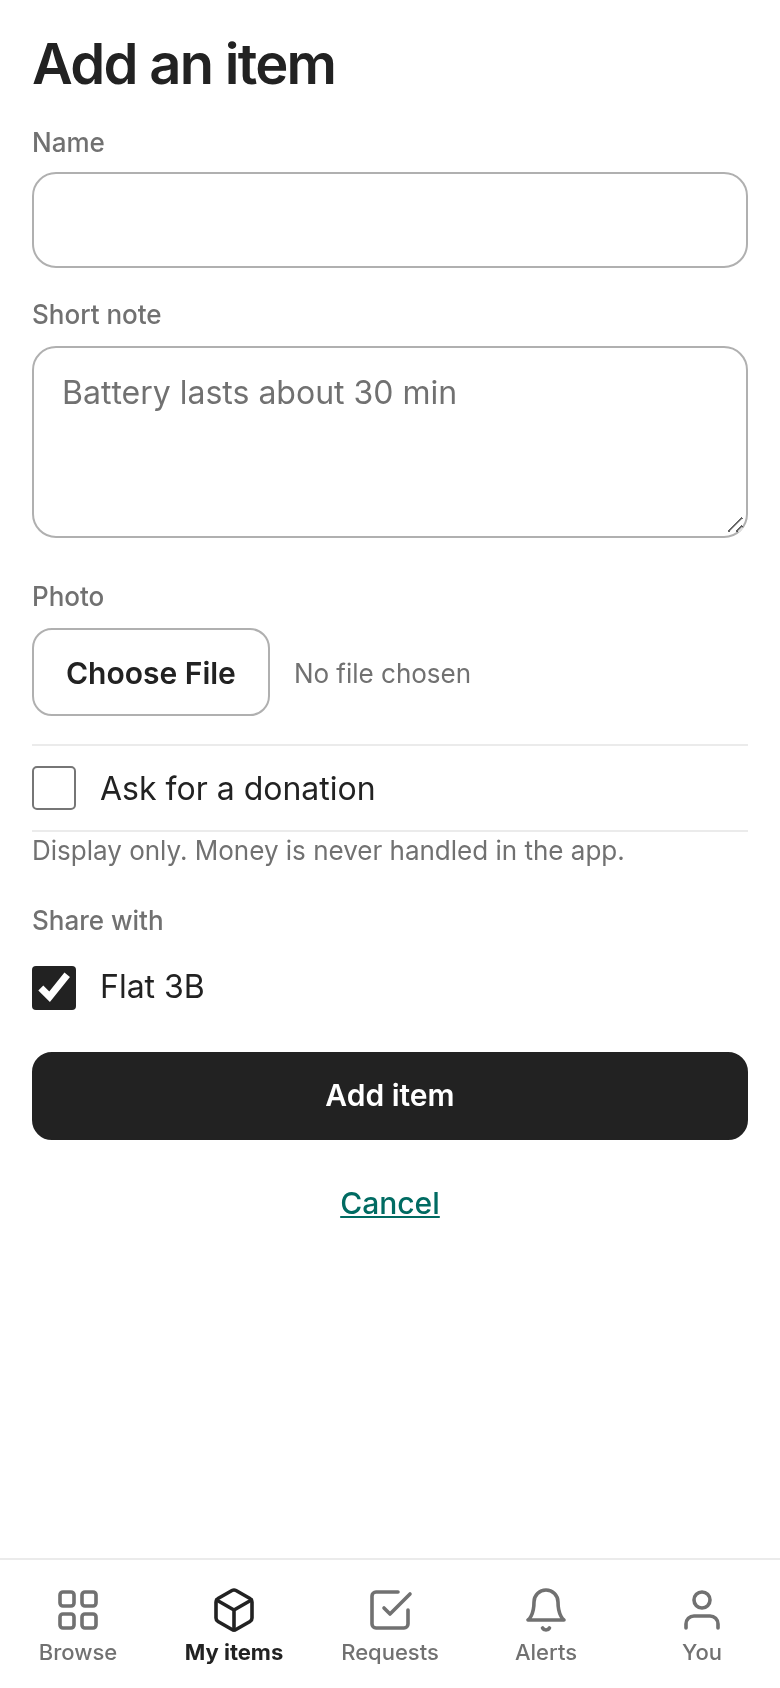 Add an item
Name
Short note
Battery lasts about 30 min
Photo
Choose File
No file chosen
Ask for a donation
Display only. Money is never handled in the app.
Share with
Flat 3B
Add item
Cancel
Browse
My items
Requests
Alerts
You